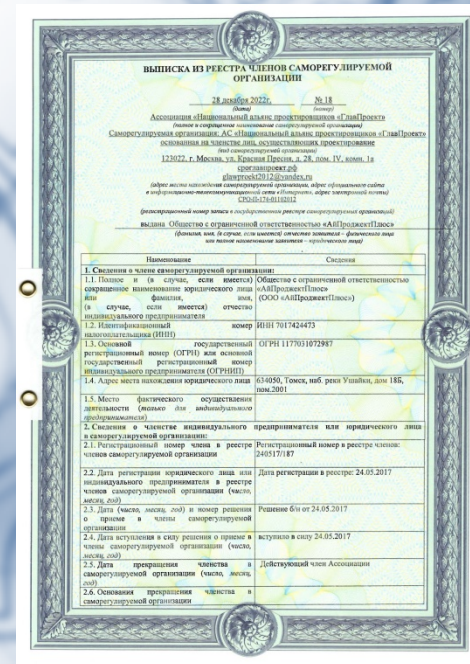 ВЫПИСКА ИЗ РЕЕСТРА ЧЛЕНОВ САМОРЕГУЛИРУЕМОЙ
ОРГАНИЗАЦИИ
28 декабря 2022г. № 18
(дата) (номер)
Ассоциация «Национальный альянс проектировщиков «ГлавПроект»
(полное и сокращенное наименование саморегулируемой организации)
Саморегулируемая организация: АС «Национальный альянс проектировщиков «ГлавПроект»
основанная на членстве лиц, осуществляющих проектирование
(вид саморегулируемой организации)
123022, г. Москва, ул. Красная Пресня, д. 28, пом. IV, комн. 1а
сроглавпроект.рф
glawproekt2012@yandex.ru
(адрес места нахождения саморегулируемой организации, адрес официального сайта
в информационно-телекоммуникационной сети «Интернет», адрес электронной почты)
СРО-П-174-01102012
(регистрационный номер записи в государственном реестре саморегулируемых организаций)
выдана Общество с ограниченной ответственностью «АйПроджектПлюс»
(фамилия, имя, (в случае, если имеется) отчество заявителя – физического лица
или полное наименование заявителя – юридического лица)
Наименование Сведения
1. Сведения о члене саморегулируемой организации:
1.1. Полное и (в случае, если имеется) сокращенное наименование юридического лица или фамилия, имя, (в случае, если имеется) отчество индивидуального предпринимателя
Общество с ограниченной ответственностью «АйПроджектПлюс»
(ООО «АйПроджектПлюс»)
1.2. Идентификационный номер налогоплательщика (ИНН)
ИНН 7017424473
1.3. Основной государственный регистрационный номер (ОГРН) или основной государственный регистрационный номер индивидуального предпринимателя (ОГРНИП)
ОГРН 1177031072987
1.4. Адрес места нахождения юридического лица
634050, Томск, наб. реки Ушайки, дом 18Б, пом.2001
1.5. Место фактического осуществления деятельности (только для индивидуального предпринимателя)
2. Сведения о членстве индивидуального предпринимателя или юридического лица в саморегулируемой организации:
2.1. Регистрационный номер члена в реестре членов саморегулируемой организации
Регистрационный номер в реестре членов: 240517/187
2.2. Дата регистрации юридического лица или индивидуального предпринимателя в реестре членов саморегулируемой организации (число, месяц, год)
Дата регистрации в реестре: 24.05.2017
2.3. Дата (число, месяц, год) и номер решения о приеме в члены саморегулируемой организации
Решение б/н от 24.05.2017
2.4. Дата вступления в силу решения о приеме в члены саморегулируемой организации (число, месяц, год)
вступило в силу 24.05.2017
2.5. Дата прекращения членства в саморегулируемой организации (число, месяц, год)
Действующий член Ассоциации
2.6. Основания прекращения членства в саморегулируемой организации